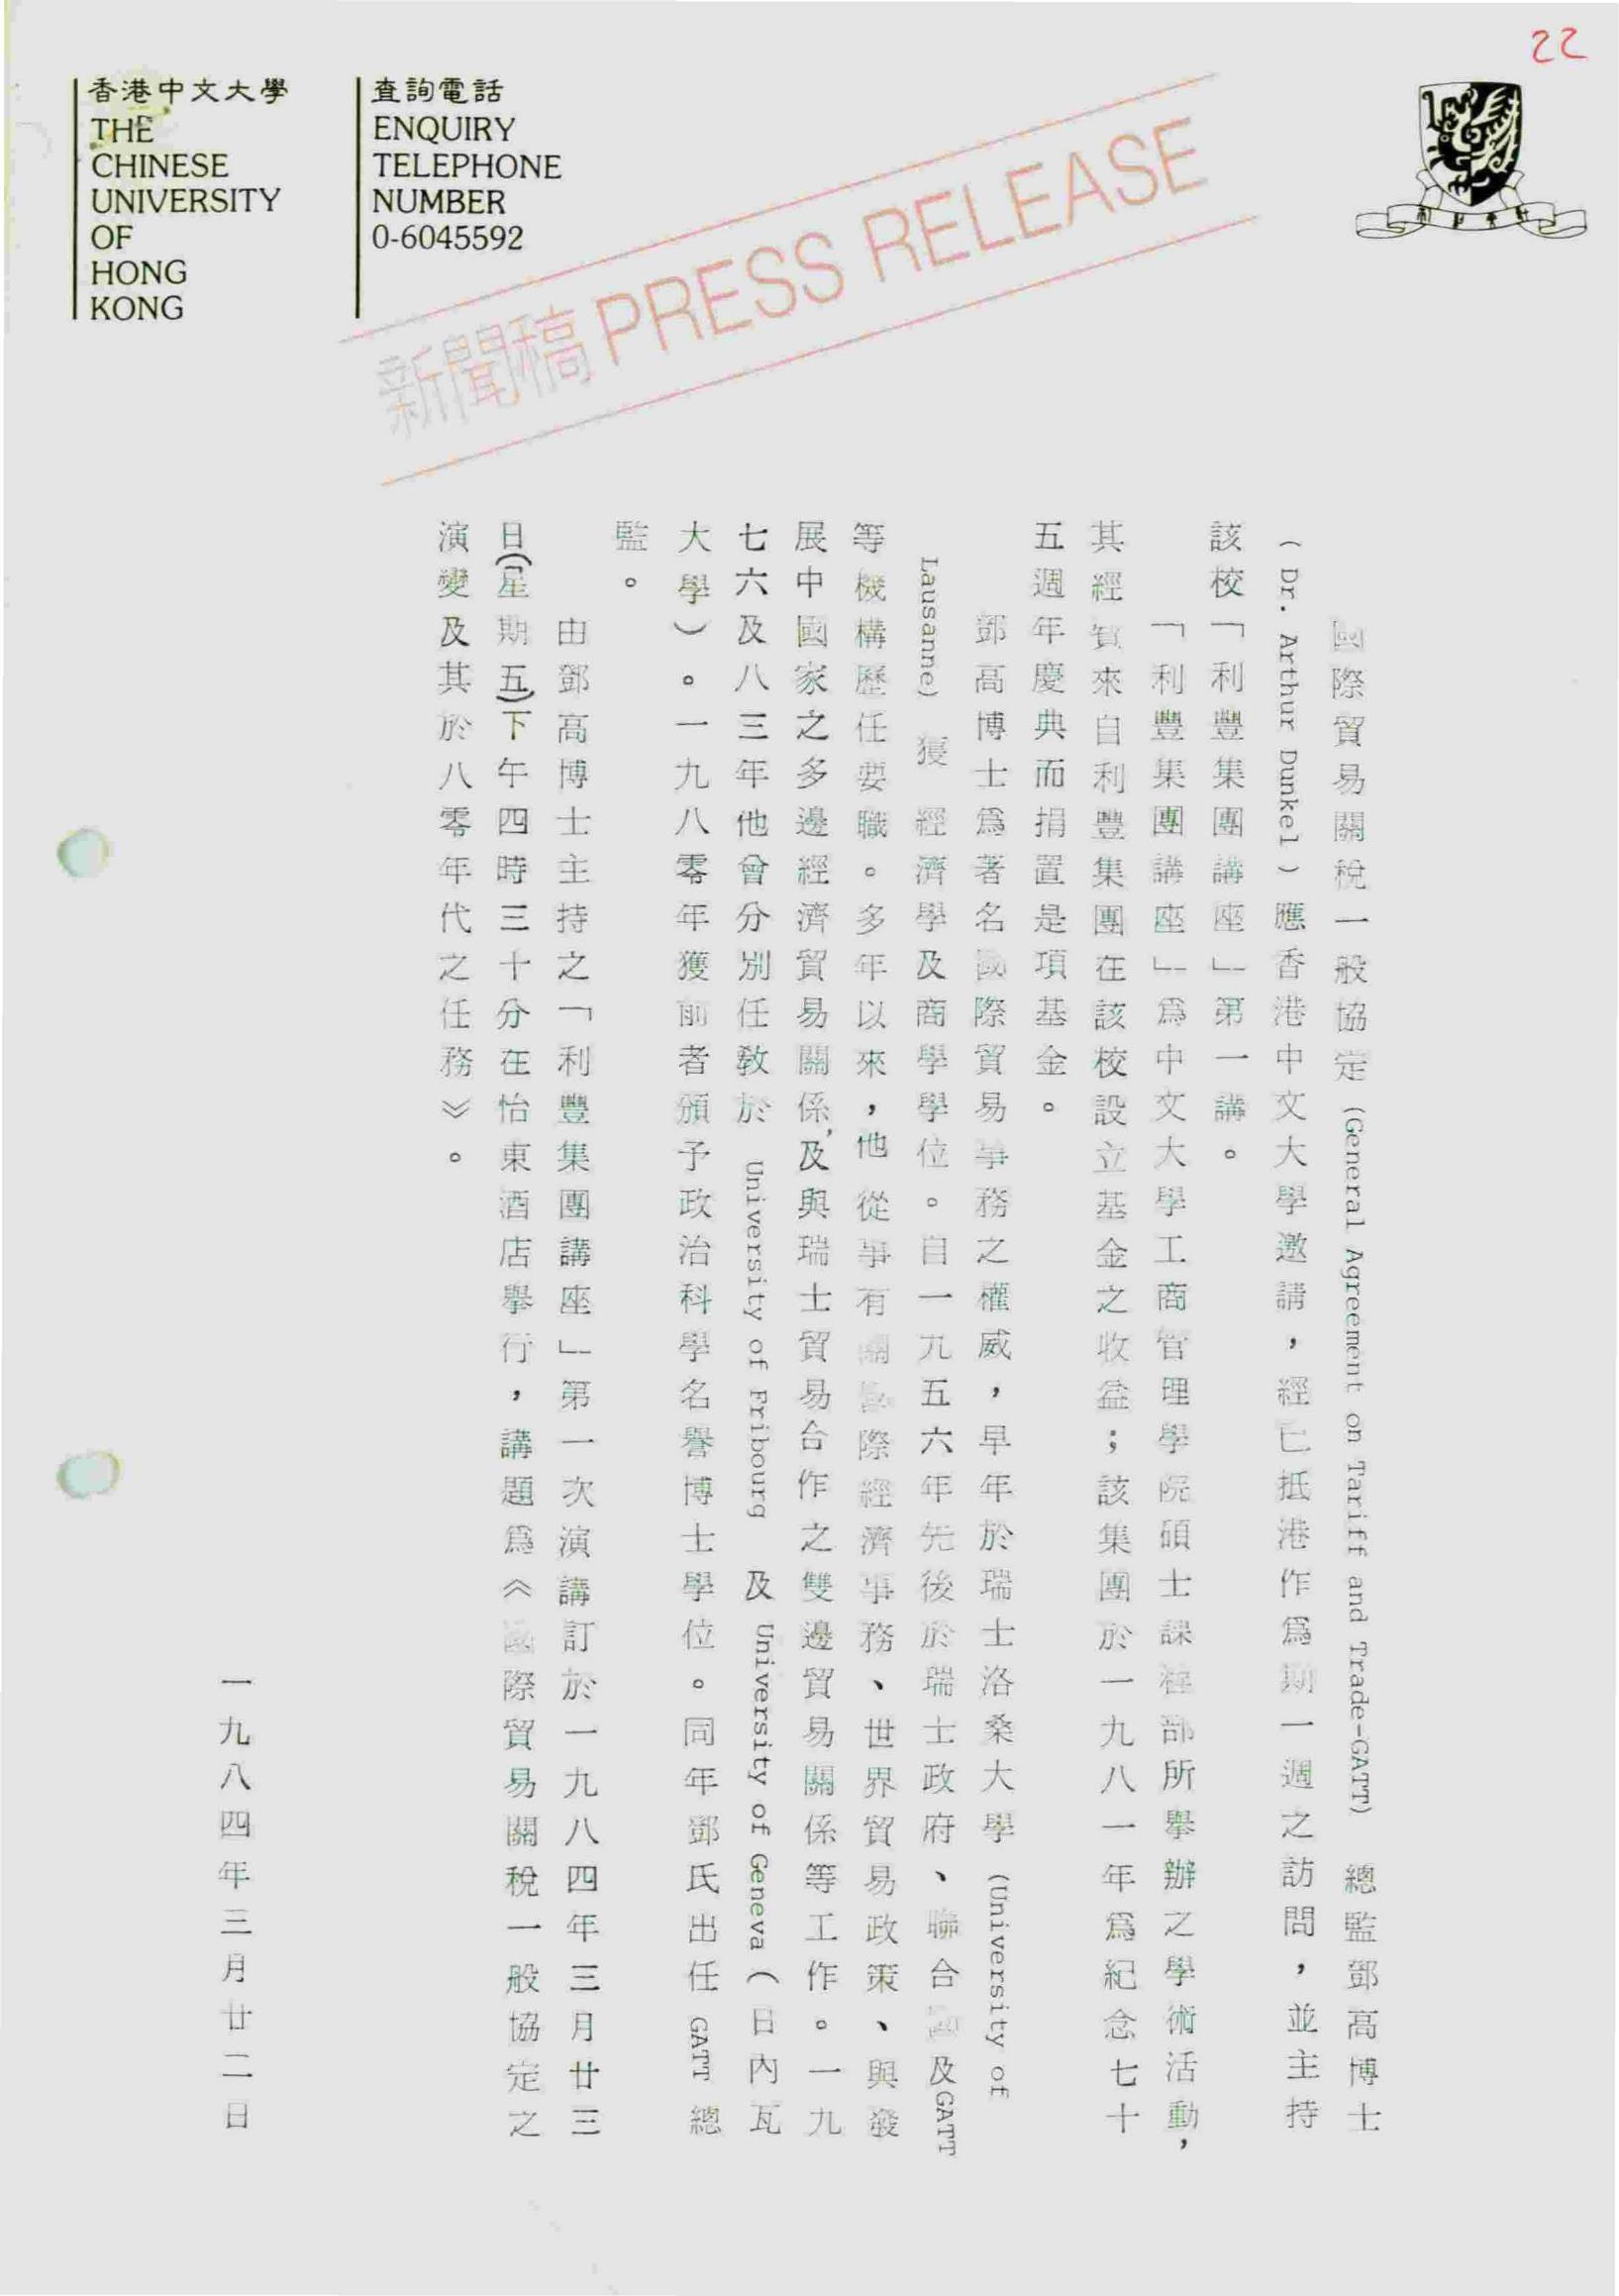 22
香港中文大學
THE
CHINESE
UNIVERSITY
OF
HONG
KONG
查詢電話
ENQUIRY
TELEPHONE
NUMBER
0-6045592
新聞稿 PRESS RELEASE
國際貿易關稅一般協定 (General Agreement on Tariff and Trade-GATT) 總監鄧高博士
（Dr. Arthur Dunkel）應香港中文大學邀請，經已抵港作爲期一週之訪問，並主持
該校「利豐集團講座」第一講。
「利豐集團講座」爲中文大學工商管理學院碩士課程部所舉辦之學術活動，
其經費來自利豐集團在該校設立基金之收益；該集團於一九八一年爲紀念七十
五週年慶典而捐置是項基金。
鄧高博士爲著名國際貿易事務之權威，早年於瑞士洛桑大學 (University of
Lausanne) 獲經濟學及商學學位。自一九五六年先後於瑞士政府、聯合國及GATT
等機構歷任要職。多年以來，他從事有關國際經濟事務、世界貿易政策、與發
展中國家之多邊經濟貿易關係，及與瑞士貿易合作之雙邊貿易關係等工作。一九
七六及八三年他曾分別任教於 University of Fribourg 及 University of Geneva（日內瓦
大學）。一九八零年獲前者頒予政治科學名譽博士學位。同年鄧氏出任 GATT 總
監。
由鄧高博士主持之「利豐集團講座」第一次演講訂於一九八四年三月廿三
日(星期五)下午四時三十分在怡東酒店舉行，講題爲《國際貿易關稅一般協定之
演變及其於八零年代之任務》。
一九八四年三月廿二日